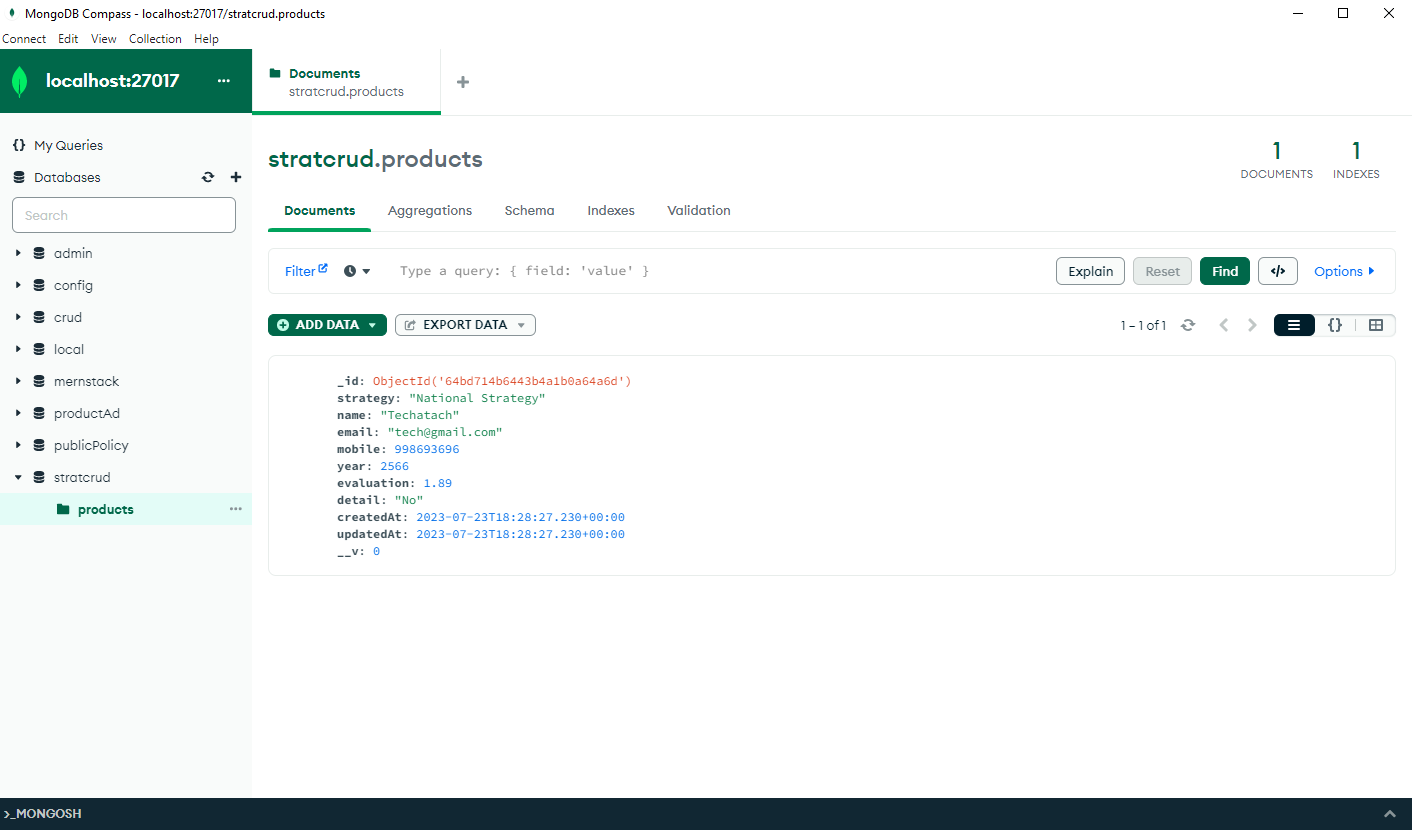 MongoDB Compass - localhost:27017/stratcrud.products
Connect Edit View Collection Help
localhost:27017
Documents
stratcrud.products
My Queries
Databases
Search
admin
config
crud
local
mernstack
productAd
publicPolicy
stratcrud
products
stratcrud.products
1
DOCUMENTS
1
INDEXES
Documents Aggregations Schema Indexes Validation
Filter Type a query: { field: 'value' } Explain Reset Find </> Options
ADD DATA EXPORT DATA 1 – 1 of 1 {}
_id: ObjectId('64bd714b6443b4a1b0a64a6d')
strategy: "National Strategy"
name: "Techatach"
email: "tech@gmail.com"
mobile: 998693696
year: 2566
evaluation: 1.89
detail: "No"
createdAt: 2023-07-23T18:28:27.230+00:00
updatedAt: 2023-07-23T18:28:27.230+00:00
__v: 0
>_MONGOSH